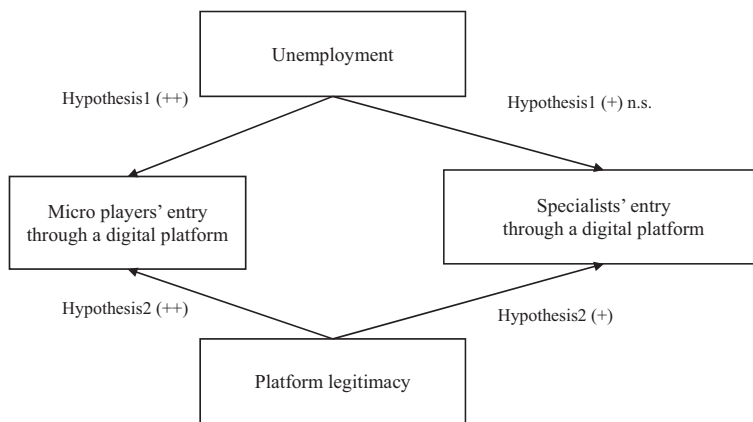 Unemployment
Hypothesis1 (++)
Hypothesis1 (+) n.s.
Micro players’ entry
through a digital platform
Specialists’ entry
through a digital platform
Hypothesis2 (++)
Hypothesis2 (+)
Platform legitimacy